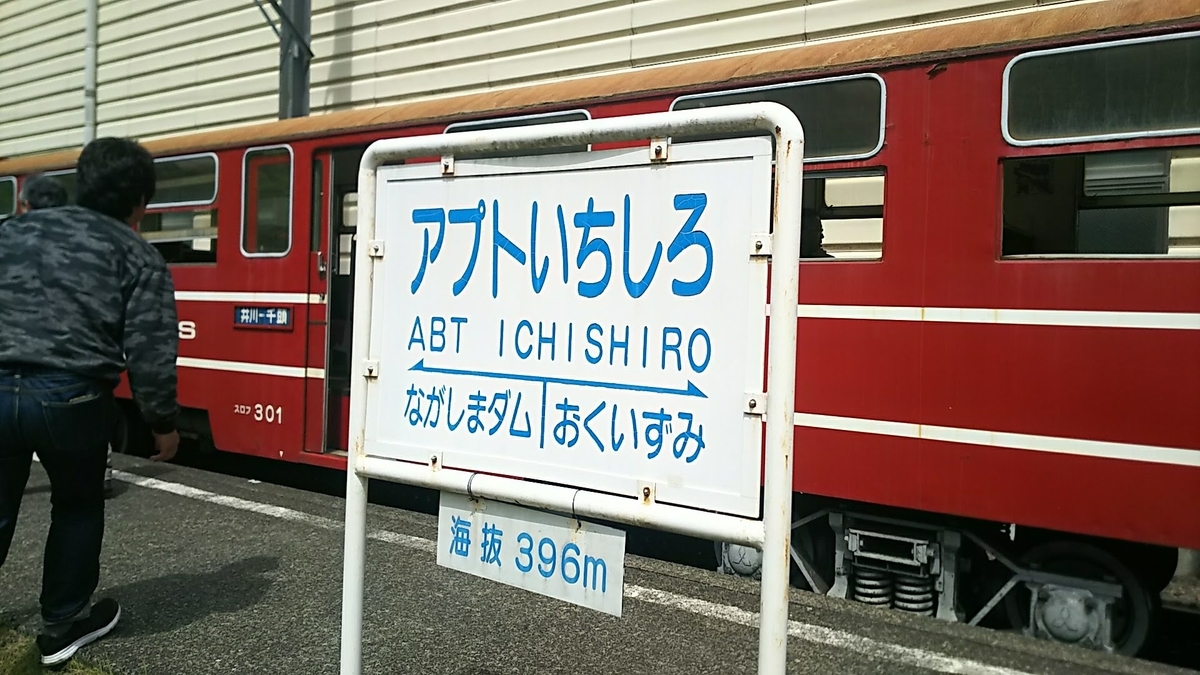 アプトいちしろ
ABT ICHISHIRO
ながしまダム おくいずみ
海抜 396m
井川－千頭
S
スロフ 301